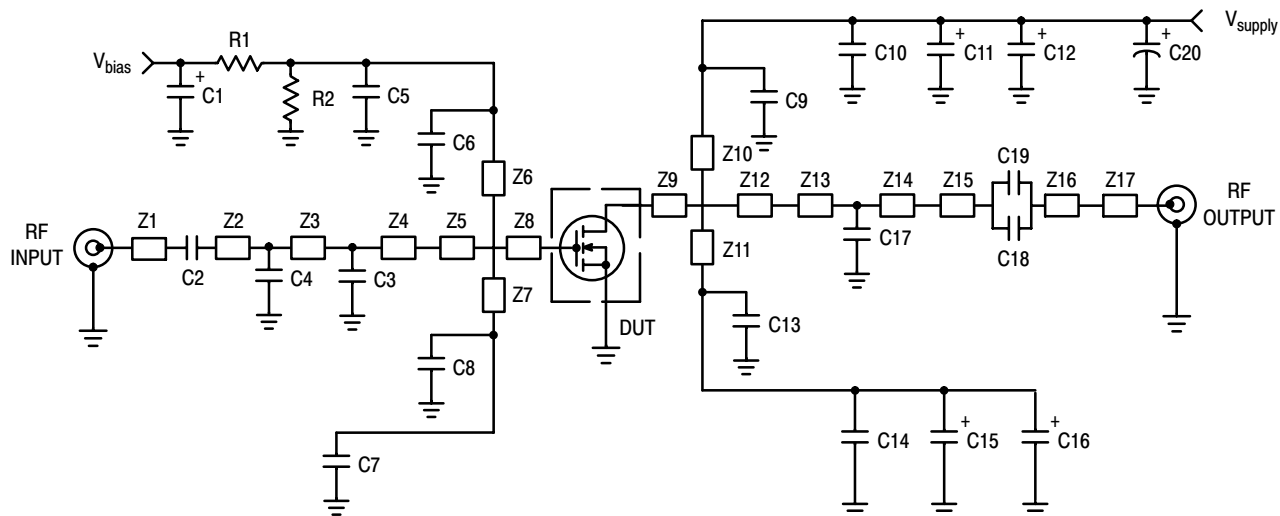 V_supply
R1
V_bias
+
C1
R2
C5
C6
C10
+
C11
+
C12
+
C20
C9
Z6
Z10
C19
RF
INPUT
Z1
C2
Z2
Z3
Z4
Z5
Z8
Z9
Z12
Z13
Z14
Z15
Z16
Z17
RF
OUTPUT
C4
C3
C17
C18
Z7
Z11
DUT
C13
C8
C7
C14
+
C15
+
C16